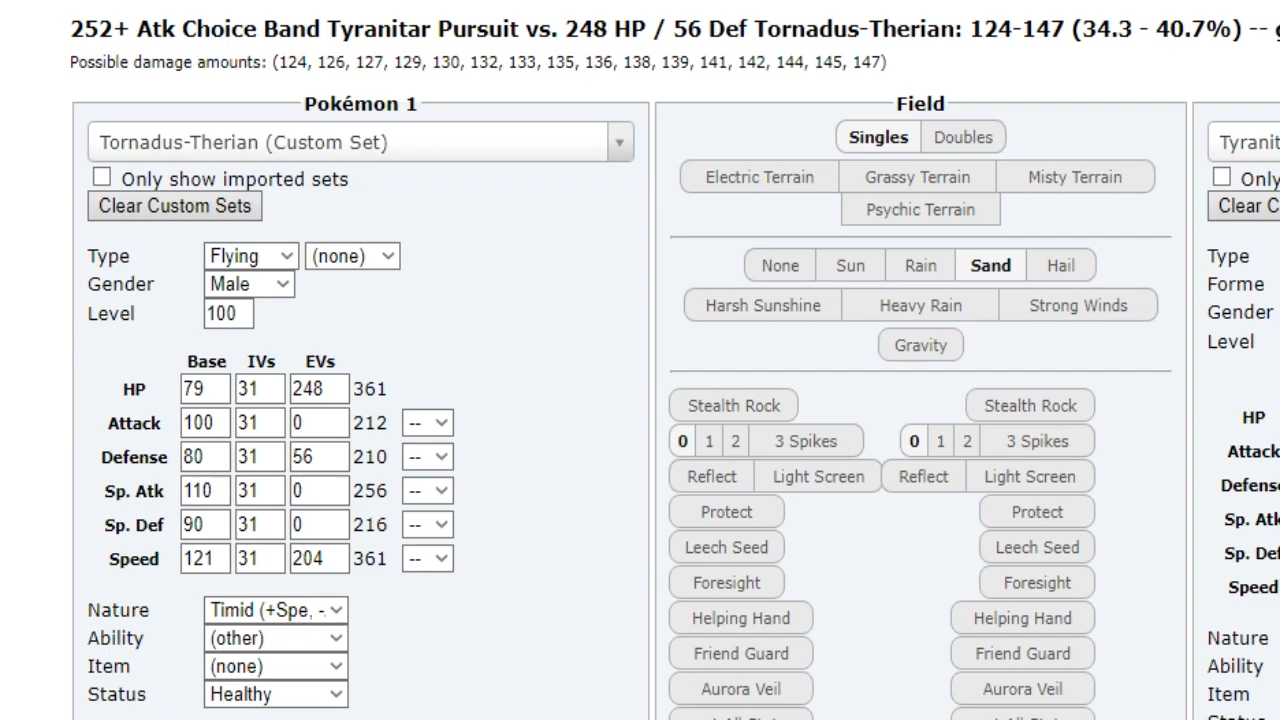 252+ Atk Choice Band Tyranitar Pursuit vs. 248 HP / 56 Def Tornadus-Therian: 124-147 (34.3 - 40.7%) --
Possible damage amounts: (124, 126, 127, 129, 130, 132, 133, 135, 136, 138, 139, 141, 142, 144, 145, 147)
Pokémon 1
Tornadus-Therian (Custom Set)
Only show imported sets
Clear Custom Sets
Type Flying (none)
Gender Male
Level 100
Base IVs EVs
HP 79 31 248 361
Attack 100 31 0 212 --
Defense 80 31 56 210 --
Sp. Atk 110 31 0 256 --
Sp. Def 90 31 0 216 --
Speed 121 31 204 361 --
Nature Timid (+Spe, -.
Ability (other)
Item (none)
Status Healthy
Field
Singles Doubles
Electric Terrain Grassy Terrain Misty Terrain
Psychic Terrain
None Sun Rain Sand Hail
Harsh Sunshine Heavy Rain Strong Winds
Gravity
Stealth Rock Stealth Rock
0 1 2 3 Spikes 0 1 2 3 Spikes
Reflect Light Screen Reflect Light Screen
Protect Protect
Leech Seed Leech Seed
Foresight Foresight
Helping Hand Helping Hand
Friend Guard Friend Guard
Aurora Veil Aurora Veil
Tyranit
Only
Clear C
Type
Forme
Gender
Level
HP
Attack
Defense
Sp. Atk
Sp. Def
Speed
Nature
Ability
Item